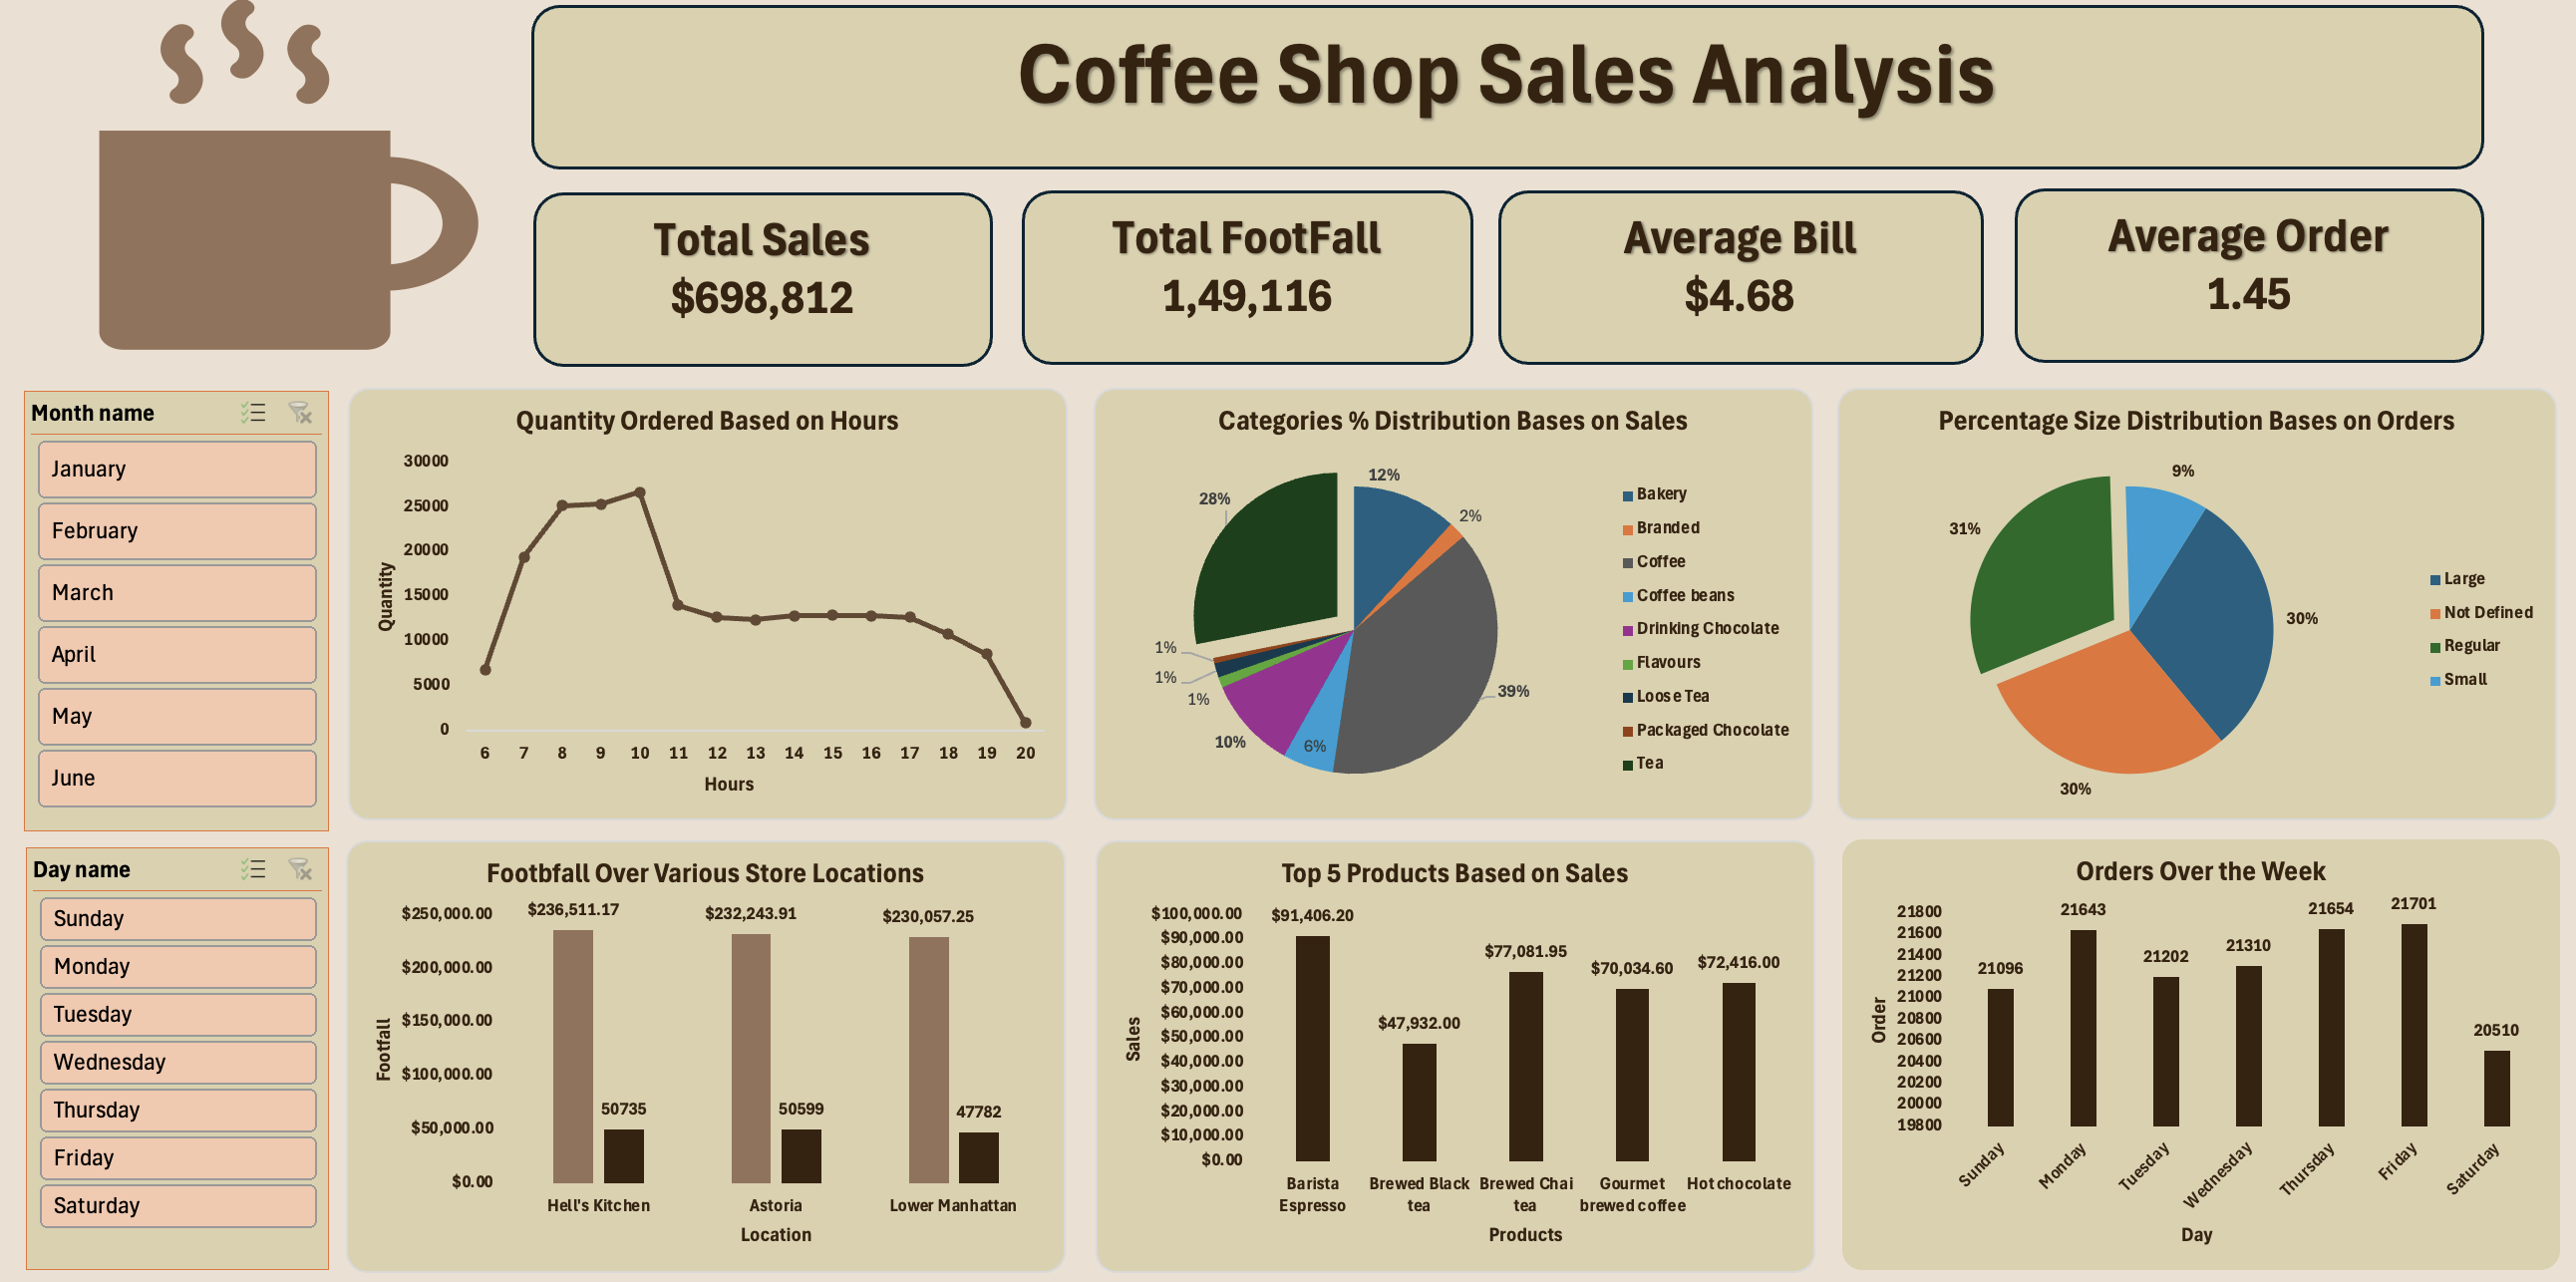 Coffee Shop Sales Analysis
Total Sales
$698,812
Total FootFall
1,49,116
Average Bill
$4.68
Average Order
1.45
Month name
January
February
March
April
May
June
Quantity Ordered Based on Hours
30000
25000
20000
15000
10000
5000
0
Quantity
6 7 8 9 10 11 12 13 14 15 16 17 18 19 20
Hours
Categories % Distribution Bases on Sales
12%
2%
39%
6%
10%
1%
1%
1%
28%
Bakery
Branded
Coffee
Coffee beans
Drinking Chocolate
Flavours
Loose Tea
Packaged Chocolate
Tea
Percentage Size Distribution Bases on Orders
9%
30%
30%
31%
Large
Not Defined
Regular
Small
Day name
Sunday
Monday
Tuesday
Wednesday
Thursday
Friday
Saturday
Footbfall Over Various Store Locations
$250,000.00
$200,000.00
$150,000.00
$100,000.00
$50,000.00
$0.00
Footfall
$236,511.17
$232,243.91
$230,057.25
50735
50599
47782
Hell's Kitchen
Astoria
Lower Manhattan
Location
Top 5 Products Based on Sales
$100,000.00
$90,000.00
$80,000.00
$70,000.00
$60,000.00
$50,000.00
$40,000.00
$30,000.00
$20,000.00
$10,000.00
$0.00
Sales
$91,406.20
$47,932.00
$77,081.95
$70,034.60
$72,416.00
Barista
Espresso
Brewed Black
tea
Brewed Chai
tea
Gourmet
brewed coffee
Hot chocolate
Products
Orders Over the Week
21800
21600
21400
21200
21000
20800
20600
20400
20200
20000
19800
Order
21096
21643
21202
21310
21654
21701
20510
Sunday
Monday
Tuesday
Wednesday
Thursday
Friday
Saturday
Day